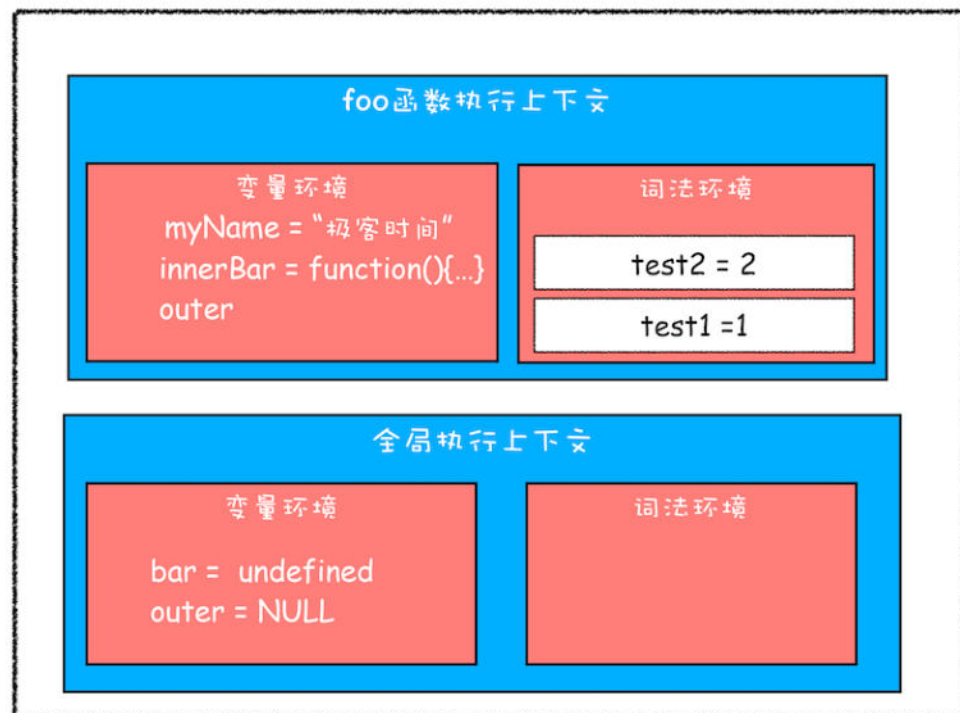 foo函数执行上下文
变量环境
myName = “极客时间”
innerBar = function(){...}
outer
词法环境
test2 = 2
test1 =1
全局执行上下文
变量环境
bar = undefined
outer = NULL
词法环境